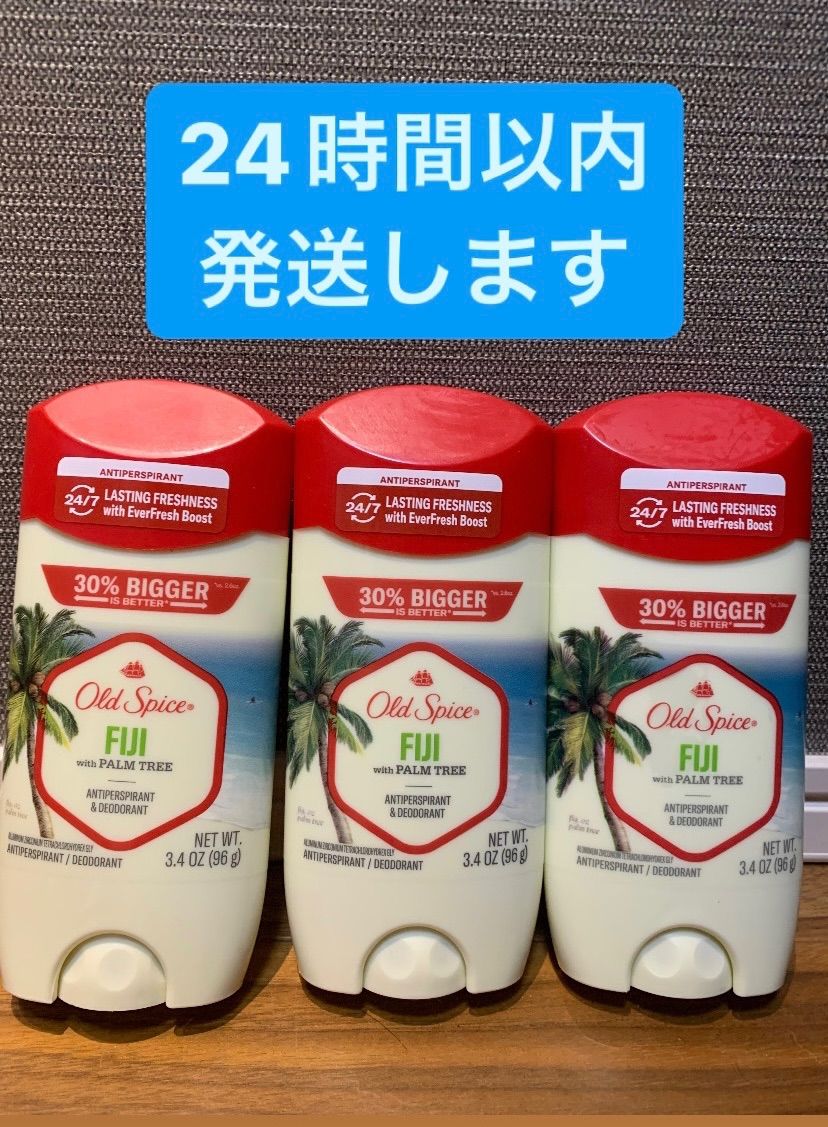 24時間以内
発送します
ANTIPERSPIRANT
24/7 LASTING FRESHNESS
with EverFresh Boost
30% BIGGER
IS BETTER*
Old Spice®
FIJI
with PALM TREE
ANTIPERSPIRANT
& DEODORANT
ANTIPERSPIRANT / DEODORANT
NET WT.
3.4 OZ (96 g)
ANTIPERSPIRANT
24/7 LASTING FRESHNESS
with EverFresh Boost
30% BIGGER
IS BETTER*
Old Spice®
FIJI
with PALM TREE
ANTIPERSPIRANT
& DEODORANT
ANTIPERSPIRANT / DEODORANT
NET WT.
3.4 OZ (96 g)
ANTIPERSPIRANT
24/7 LASTING FRESHNESS
with EverFresh Boost
30% BIGGER
IS BETTER*
Old Spice®
FIJI
with PALM TREE
ANTIPERSPIRANT
& DEODORANT
ANTIPERSPIRANT / DEODORANT
NET WT.
3.4 OZ (96 g)